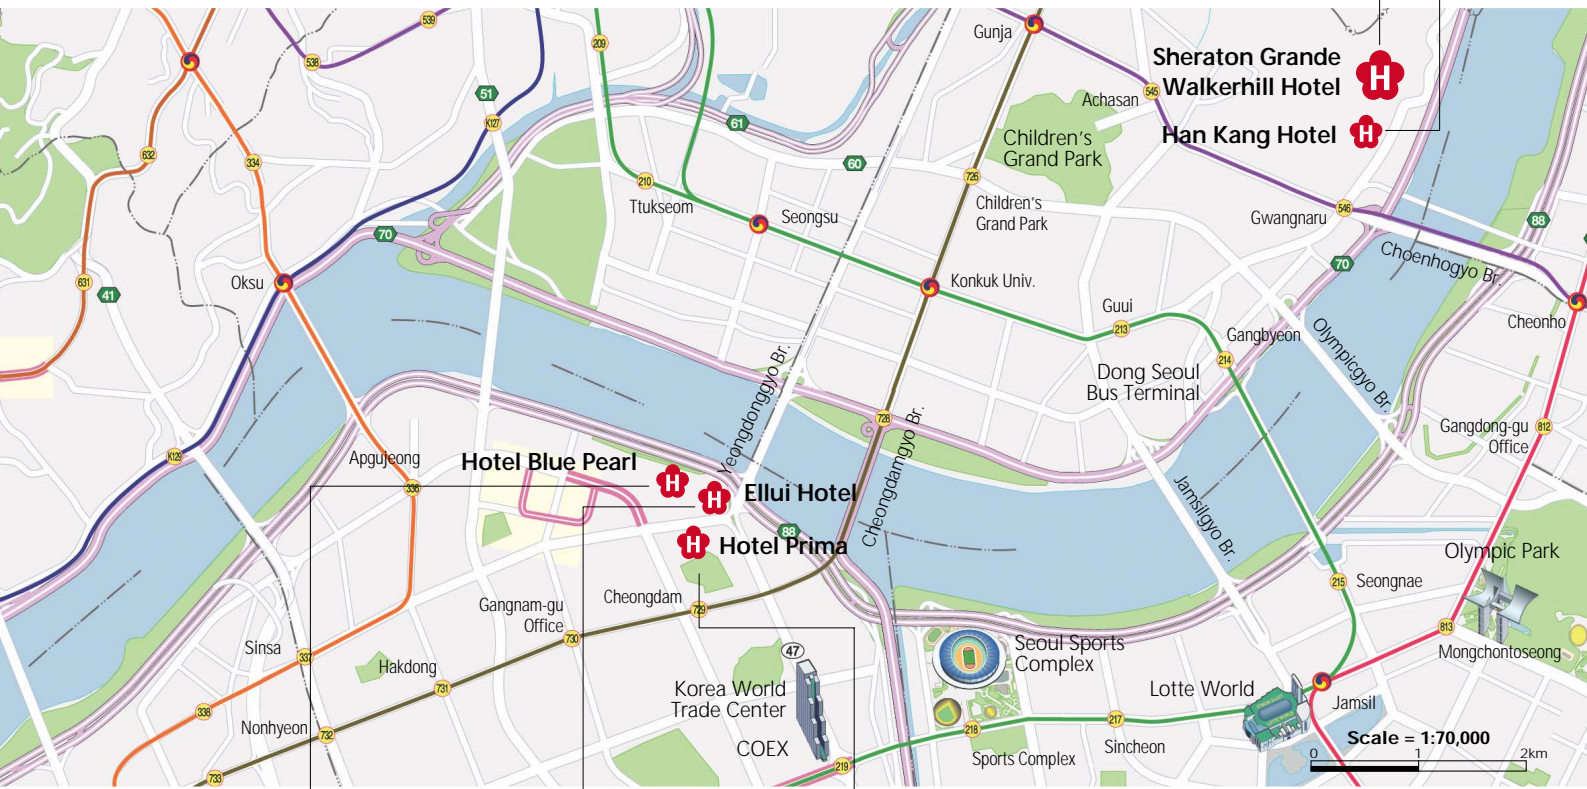 539
Gunja
209
538
Sheraton Grande
Walkerhill Hotel
H
51
545
Achasan
K127
61
Han Kang Hotel
H
Children's
Grand Park
632
334
60
210
726
Ttukseom
Children's
Grand Park
Seongsu
546
Gwangnaru
88
70
Choenhogyo Br.
70
Oksu
631
41
Konkuk Univ.
Guui
213
Cheonho
Gangbyeon
214
Olympicgyo Br.
Dong Seoul
Bus Terminal
Yeongdonggyo Br.
728
Cheongdamgyo Br.
Gangdong-gu
Office
812
K129
Apgujeong
336
Hotel Blue Pearl
H
H
Ellui Hotel
Jamsilgyo Br.
88
H
Hotel Prima
Olympic Park
215
Seongnae
Cheongdam
729
Gangnam-gu
Office
730
813
Mongchontoseong
Sinsa
337
47
Seoul Sports
Complex
Hakdong
731
Korea World
Trade Center
COEX
Lotte World
Jamsil
338
Nonhyeon
732
218
217
Sports Complex
Sincheon
Scale = 1:70,000
0 1 2km
733
219